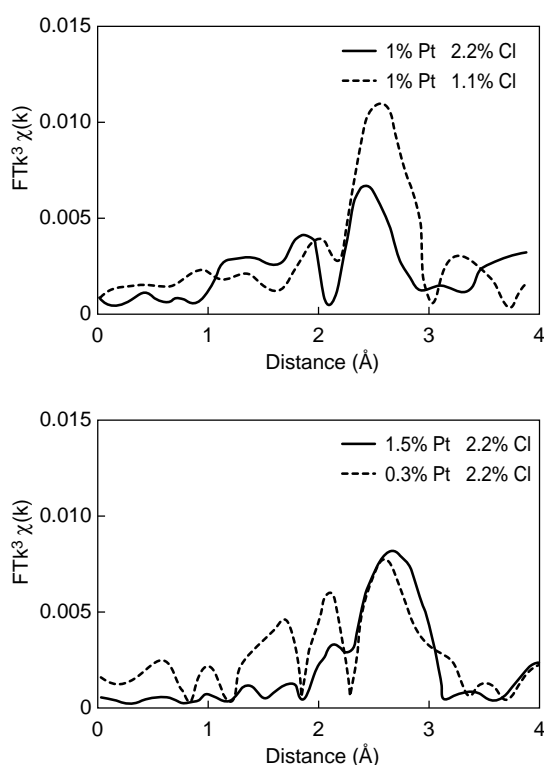 0.015
1% Pt 2.2% Cl
1% Pt 1.1% Cl
0.010
FTk³ χ(k)
0.005
0
0 1 2 3 4
Distance (Å)
0.015
1.5% Pt 2.2% Cl
0.3% Pt 2.2% Cl
0.010
FTk³ χ(k)
0.005
0
0 1 2 3 4
Distance (Å)